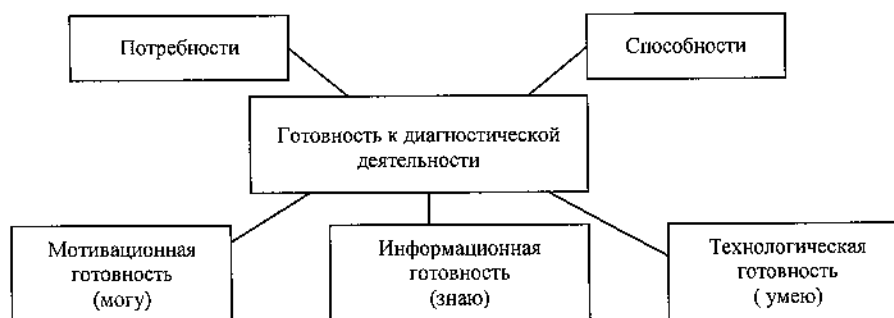 Потребности
Способности
Готовность к диагностической
деятельности
Мотивационная
готовность
(могу)
Информационная
готовность
(знаю)
Технологическая
готовность
( умею)